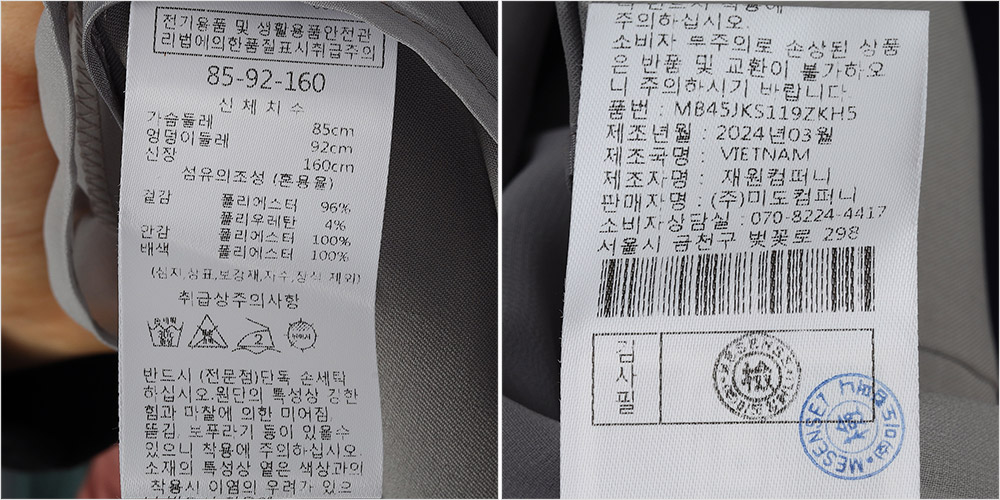 전기용품 및 생활용품안전관
리법에의한품질표시취급주의
85-92-160
신체치수
가슴둘레 85cm
엉덩이둘레 92cm
신장 160cm
섬유의조성 (혼용율)
겉감 폴리에스터 96%
폴리우레탄 4%
안감 폴리에스터 100%
배색 폴리에스터 100%
(심지,상표,보강재,자수,장식 제외)
취급상주의사항
2
반드시 (전문점)단독 손세탁
하십시오.원단의 특성상 강한
힘과 마찰에 의한 미어짐,
뜯김, 보푸라기 등이 있을수
있으니 착용에 주의하십시오.
소재의 특성상 옅은 색상과의
착용시 이염의 우려가 있으
주의하십시오.
소비자 부주의로 손상된 상품
은 반품 및 교환이 불가하오
니 주의하시기 바랍니다.
품번 : MB45JKS119ZKH5
제조년월 : 2024년03월
제조국명 : VIETNAM
제조자명 : 재원컴퍼니
판매자명 : (주)미도컴퍼니
소비자상담실 : 070-8224-4417
서울시 금천구 벚꽃로 298
검사필
MESENSET